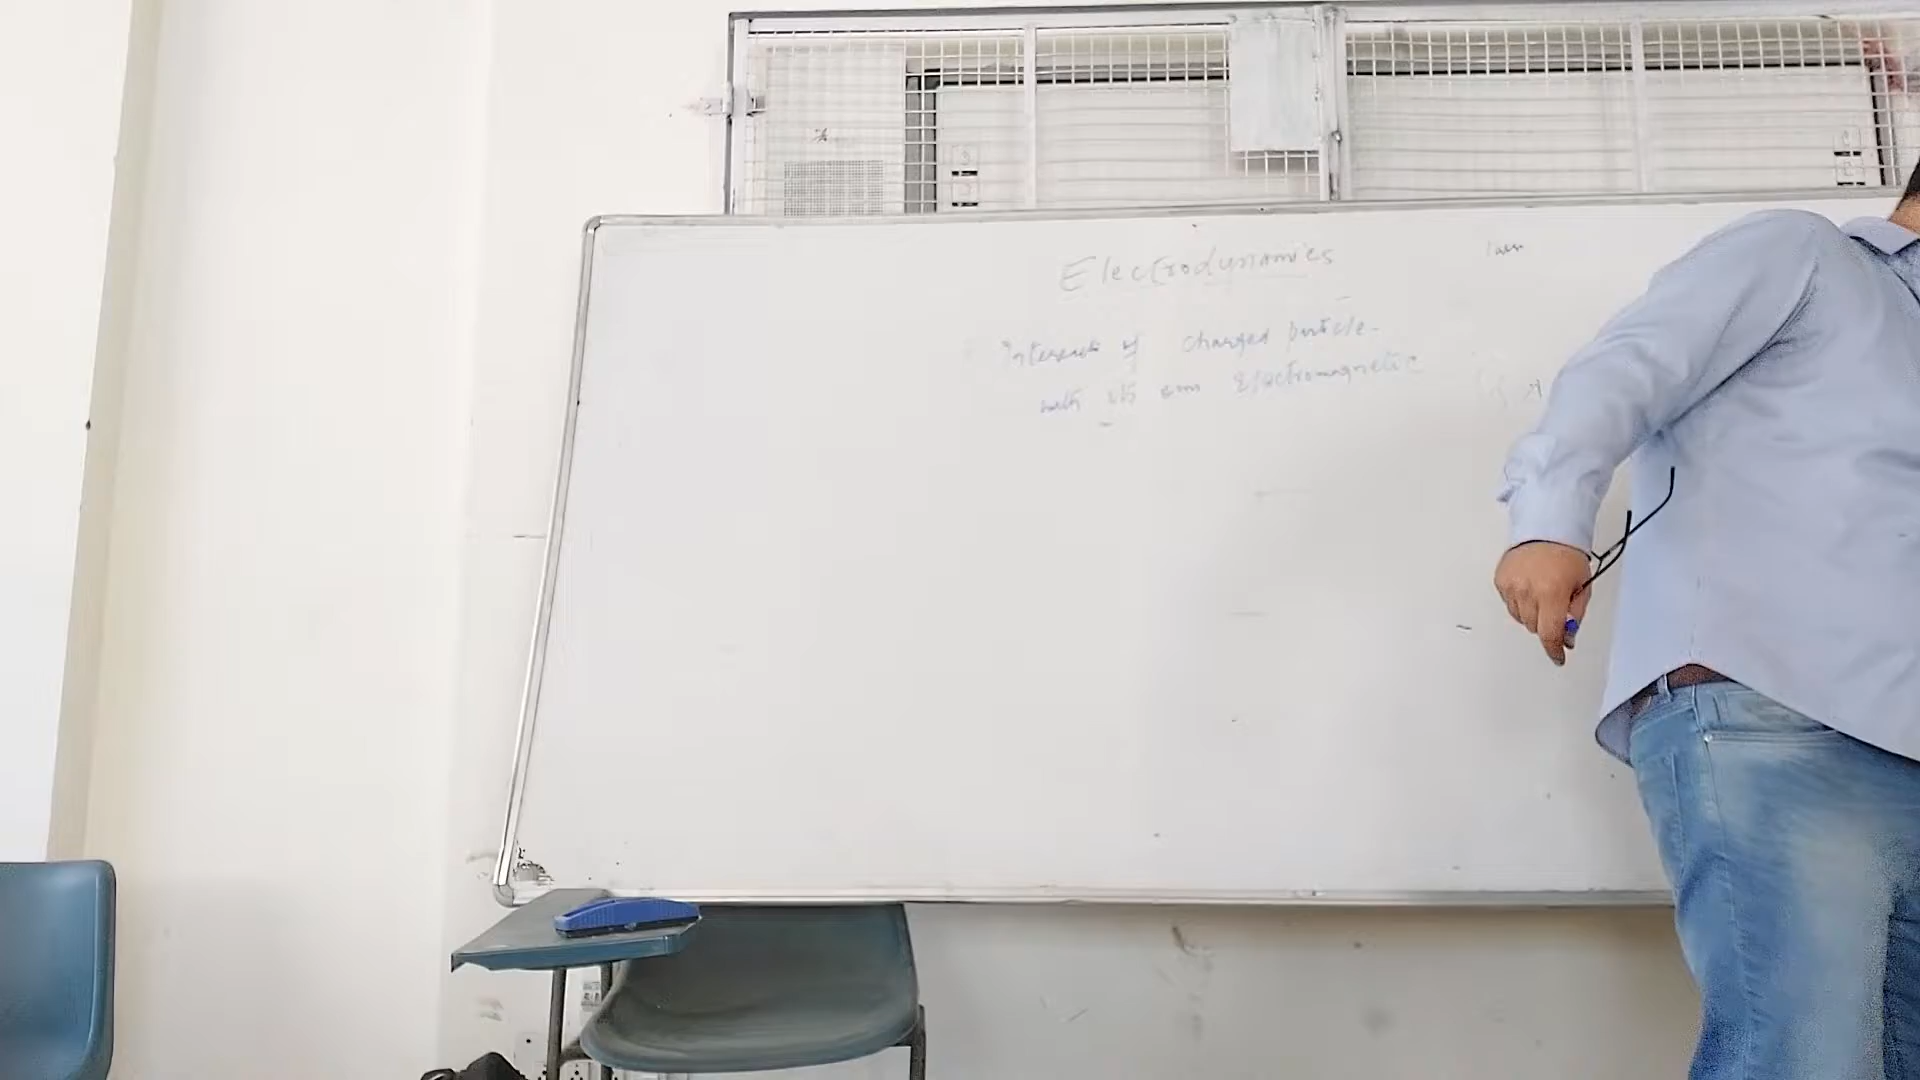 Electrodynamics
Interaction of charged particle
with its own Electromagnetic